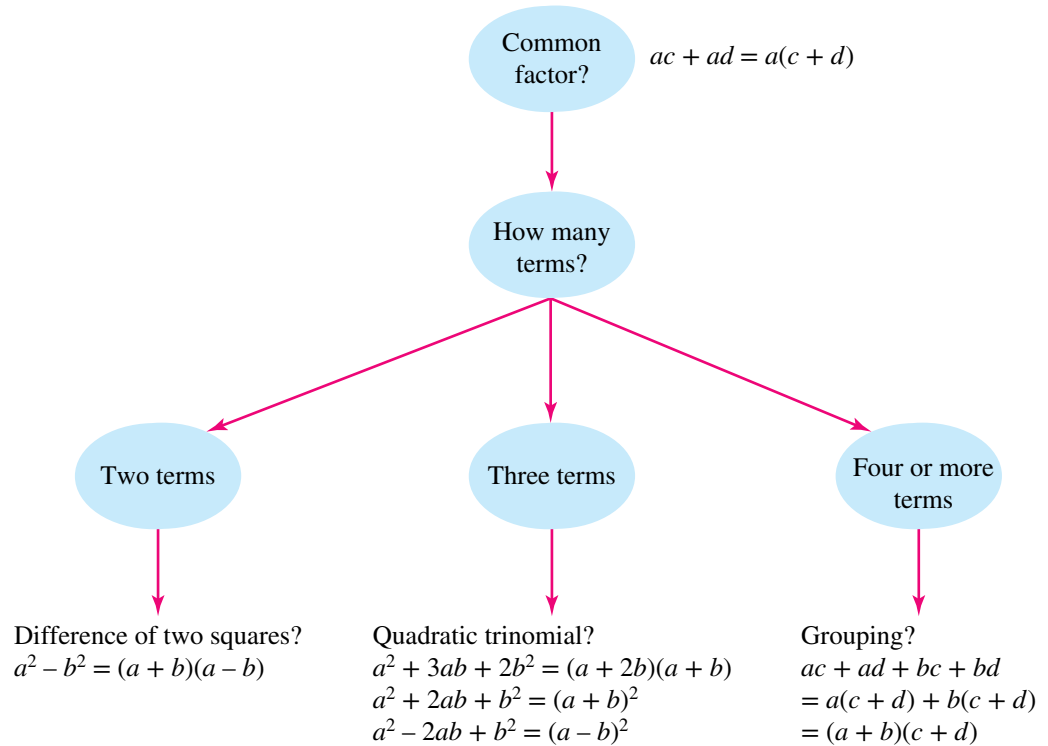 Common
factor?
ac + ad = a(c + d)
How many
terms?
Two terms
Three terms
Four or more
terms
Difference of two squares?
a² – b² = (a + b)(a – b)
Quadratic trinomial?
a² + 3ab + 2b² = (a + 2b)(a + b)
a² + 2ab + b² = (a + b)²
a² – 2ab + b² = (a – b)²
Grouping?
ac + ad + bc + bd
= a(c + d) + b(c + d)
= (a + b)(c + d)